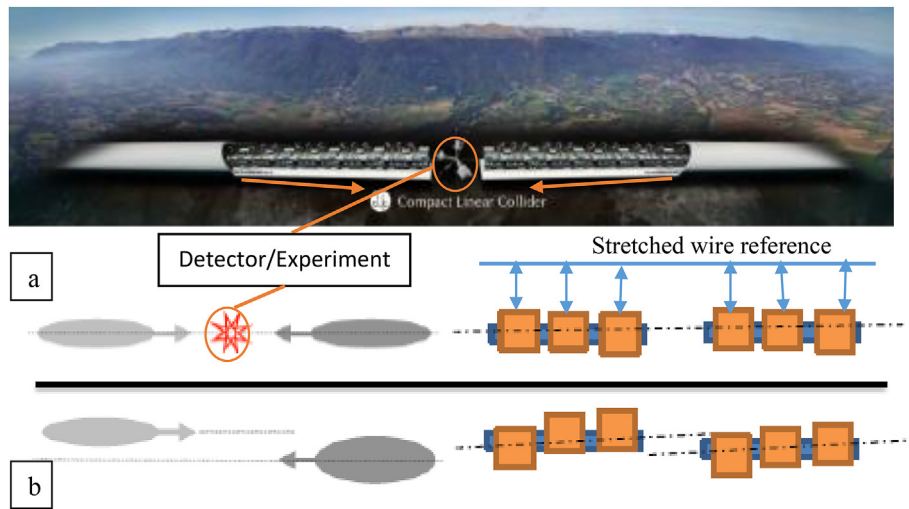 Compact Linear Collider
Detector/Experiment
Stretched wire reference
a
b